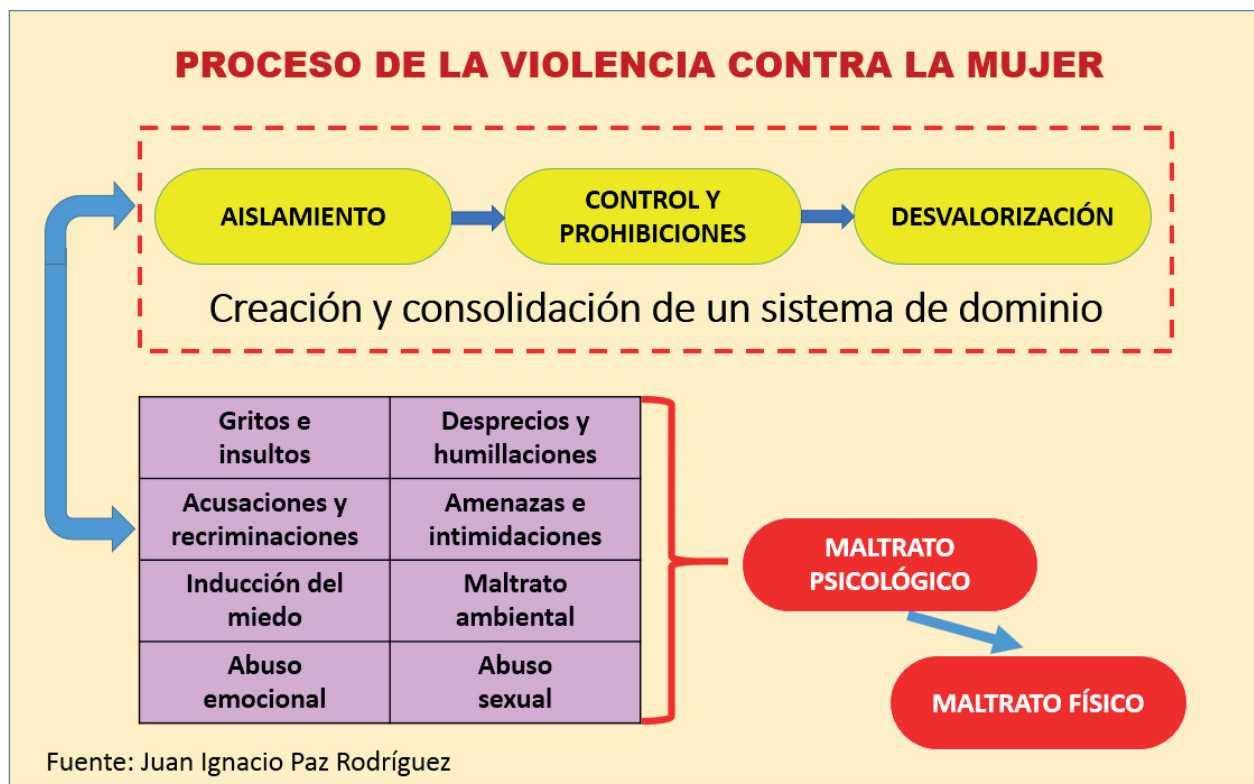 PROCESO DE LA VIOLENCIA CONTRA LA MUJER
AISLAMIENTO
CONTROL Y
PROHIBICIONES
DESVALORIZACIÓN
Creación y consolidación de un sistema de dominio
Gritos e
insultos
Desprecios y
humillaciones
Acusaciones y
recriminaciones
Amenazas e
intimidaciones
Inducción del
miedo
Maltrato
ambiental
Abuso
emocional
Abuso
sexual
MALTRATO
PSICOLÓGICO
MALTRATO FÍSICO
Fuente: Juan Ignacio Paz Rodríguez